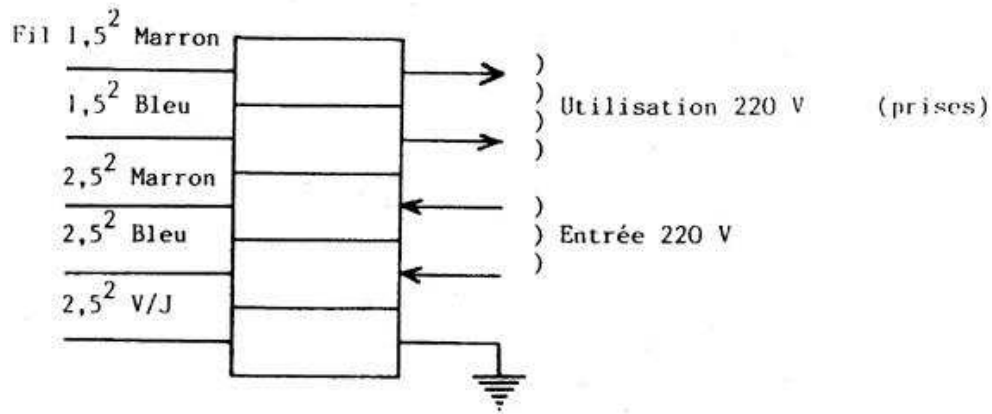 Fil 1,5² Marron
1,5² Bleu
2,5² Marron
2,5² Bleu
2,5² V/J
) Utilisation 220 V (prises)
) Entrée 220 V